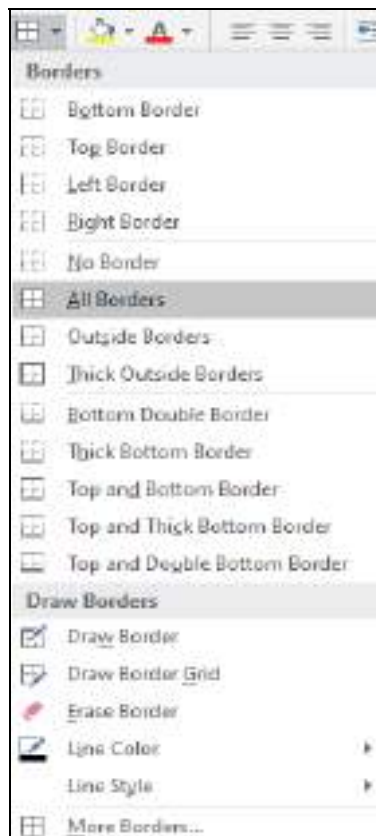 Borders
Bottom Border
Top Border
Left Border
Right Border
No Border
All Borders
Outside Borders
Thick Outside Borders
Bottom Double Border
Thick Bottom Border
Top and Bottom Border
Top and Thick Bottom Border
Top and Double Bottom Border
Draw Borders
Draw Border
Draw Border Grid
Erase Border
Line Color
Line Style
More Borders...